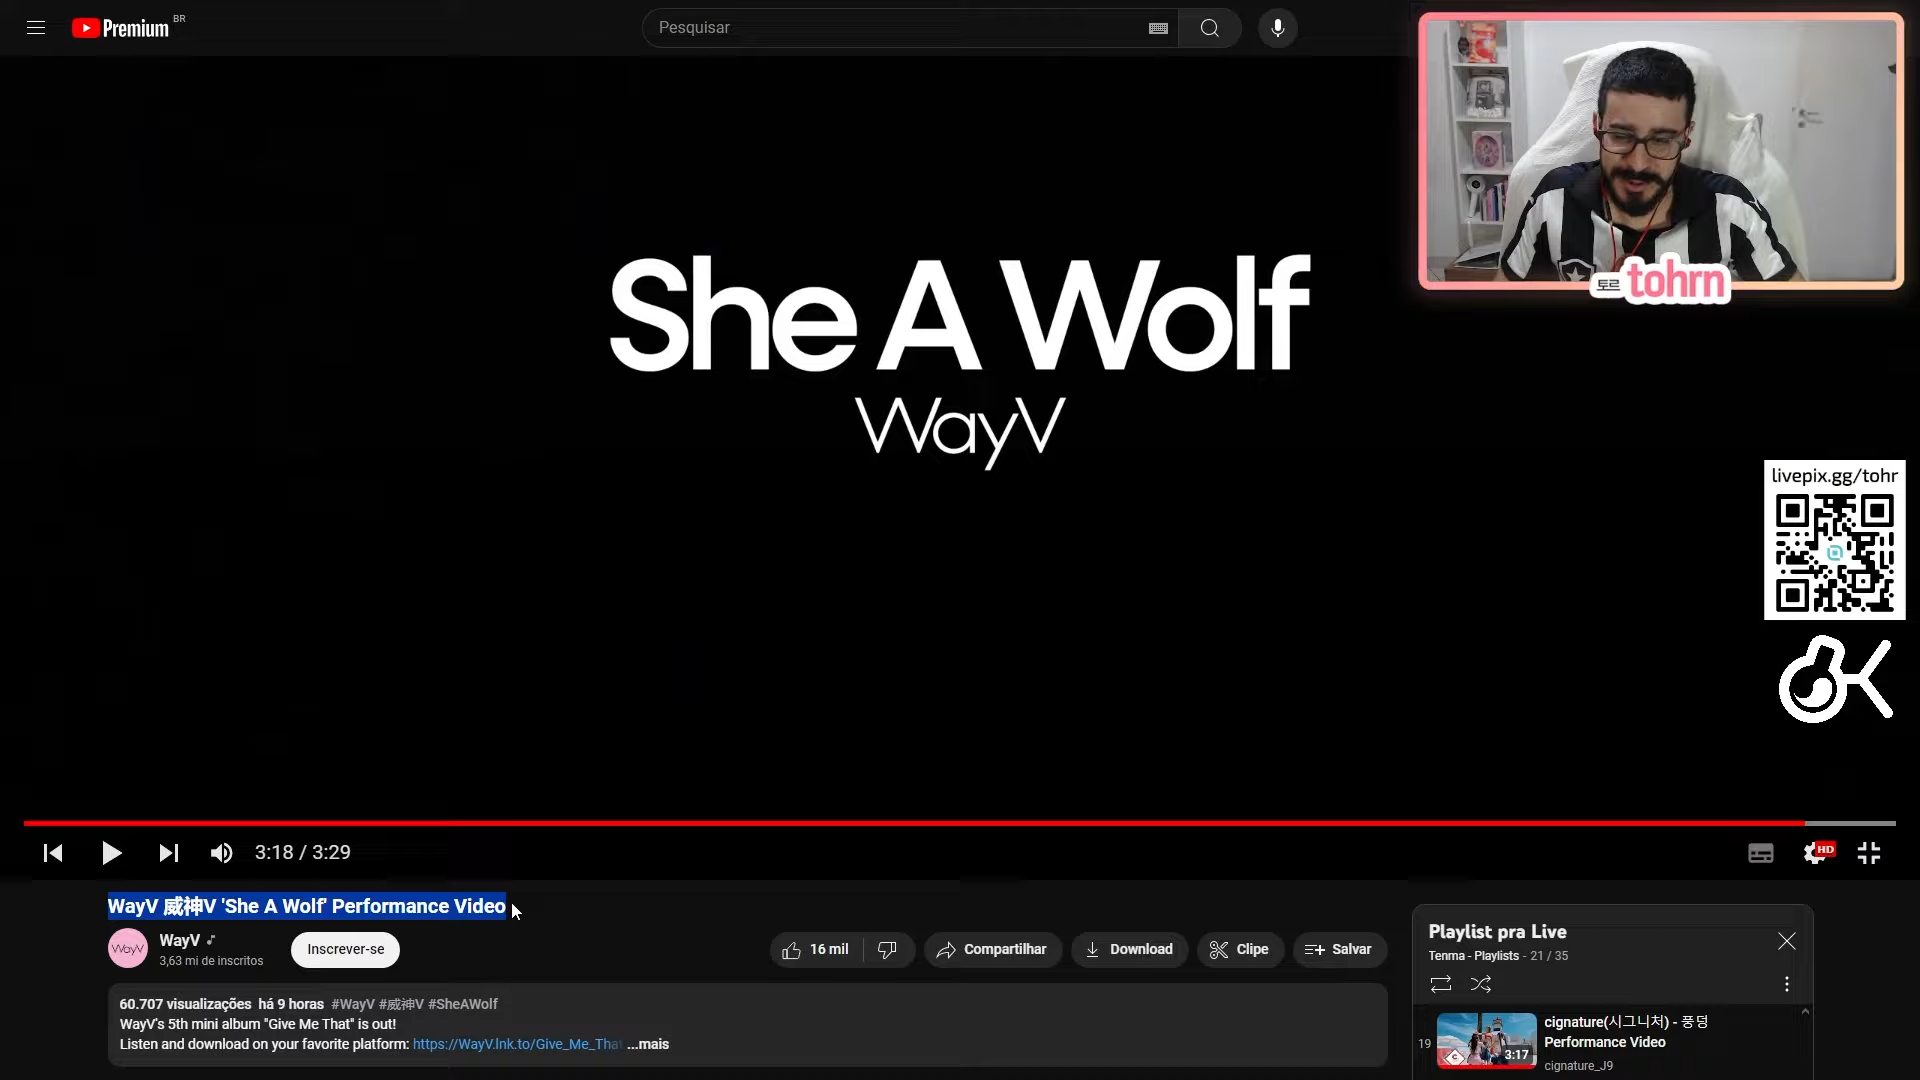 Premium BR
Pesquisar
She A Wolf
WayV
토르 tohrn
livepix.gg/tohr
3:18 / 3:29
HD
WayV 威神V 'She A Wolf' Performance Video
WayV
WayV
3,63 mi de inscritos
Inscrever-se
16 mil
Compartilhar
Download
Clipe
Salvar
60.707 visualizações há 9 horas #WayV #威神V #SheAWolf
WayV's 5th mini album "Give Me That" is out!
Listen and download on your favorite platform: https://WayV.lnk.to/Give_Me_That ...mais
Playlist pra Live
Tenma - Playlists - 21 / 35
19
3:17
cignature(시그니처) - 풍덩
Performance Video
cignature_J9